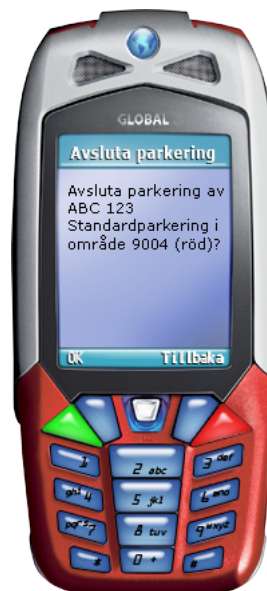 GLOBAL
Avsluta parkering
Avsluta parkering av
ABC 123
Standardparkering i
område 9004 (röd)?
OK Tillbaka
1 2 abc 3 def
ghi 4 5 jkl 6 mno
pqrs 7 8 tuv 9 wxyz
* 0 + #